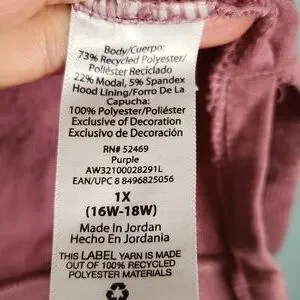 Body/Cuerpo:
73% Recycled Polyester/
Poliéster Reciclado
22% Modal, 5% Spandex
Hood Lining/Forro De La
Capucha:
100% Polyester/Poliéster
Exclusive of Decoration
Exclusivo de Decoración
RN# 52469
Purple
AW32100028291L
EAN/UPC 8 8496825056
1X
(16W-18W)
Made In Jordan
Hecho En Jordania
This LABEL YARN IS MADE
OUT OF 100% RECYCLED
POLYESTER MATERIALS